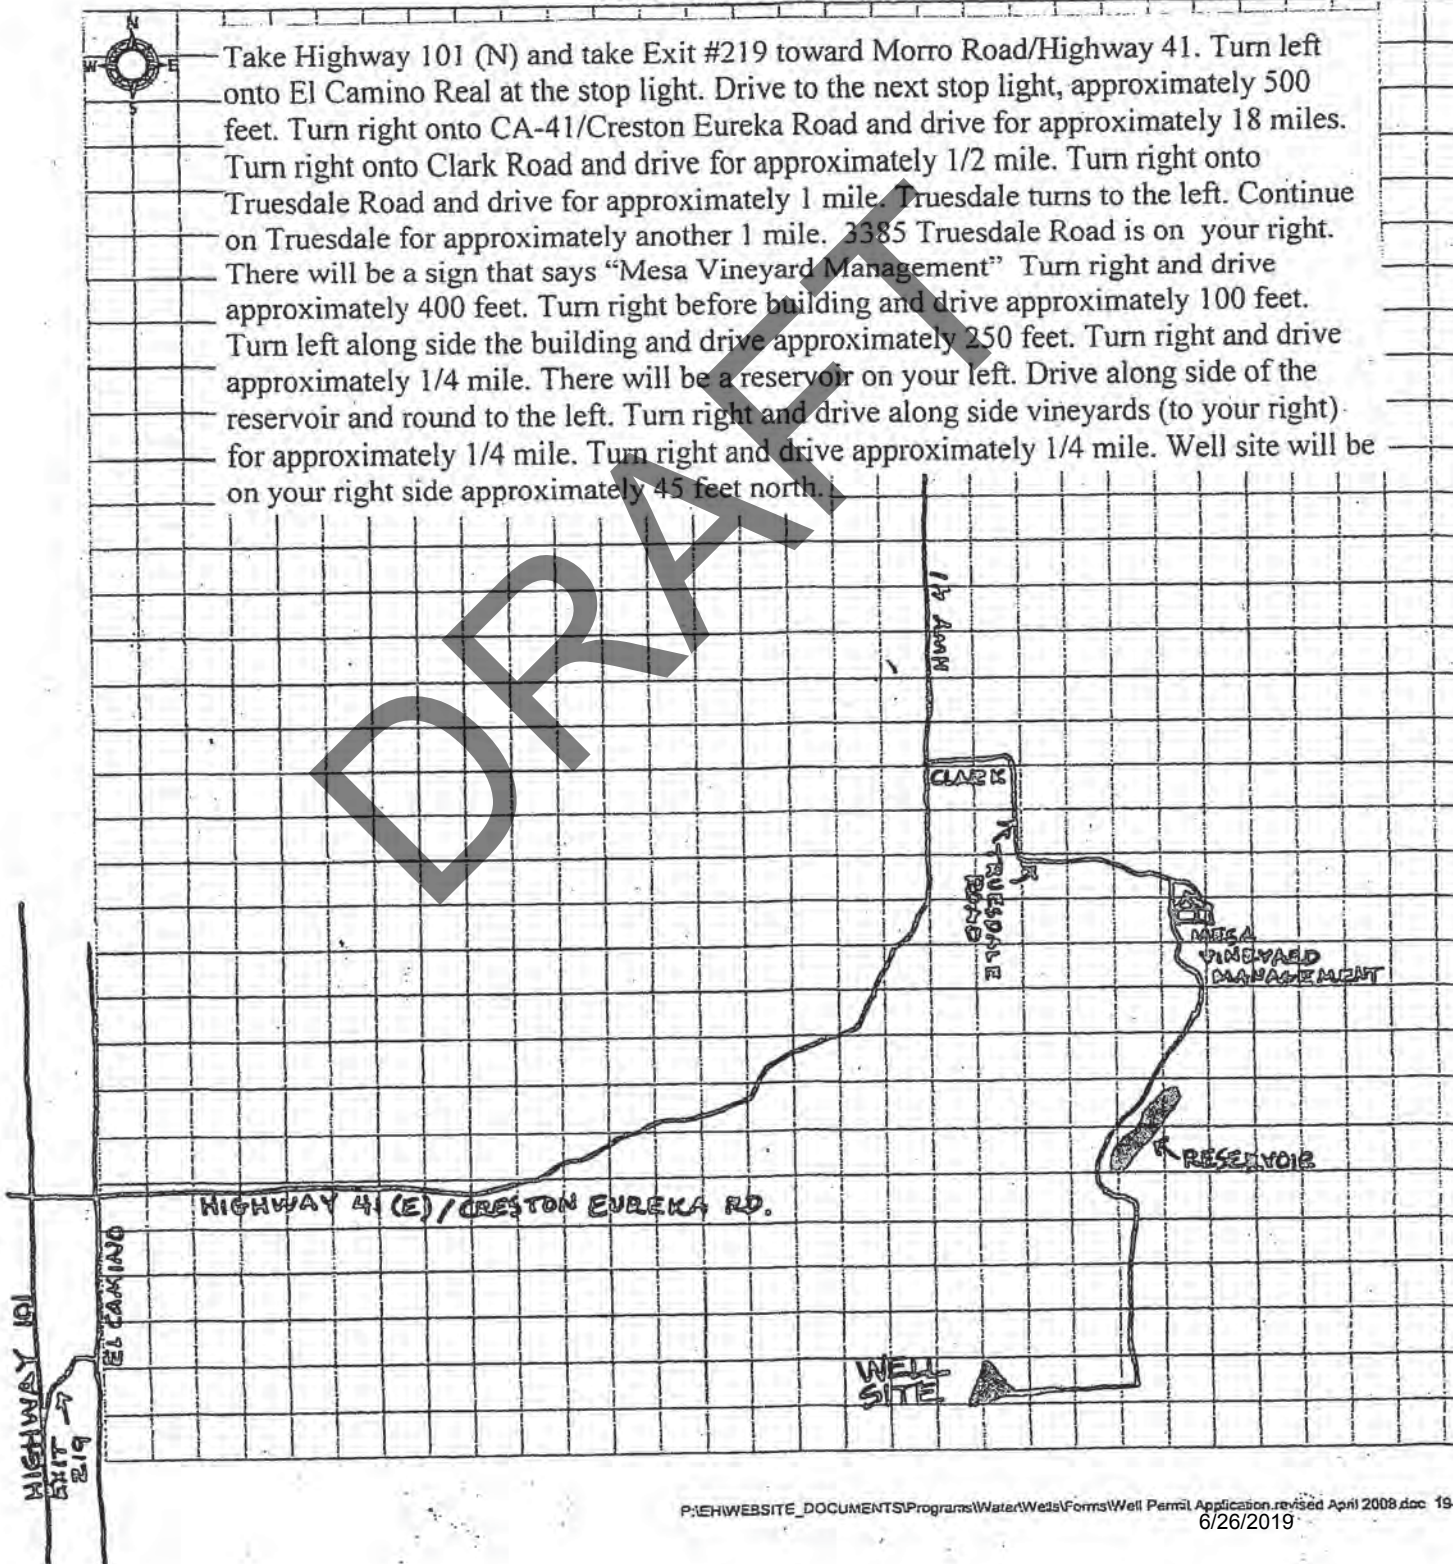 N
W E
S
Take Highway 101 (N) and take Exit #219 toward Morro Road/Highway 41. Turn left
onto El Camino Real at the stop light. Drive to the next stop light, approximately 500
feet. Turn right onto CA-41/Creston Eureka Road and drive for approximately 18 miles.
Turn right onto Clark Road and drive for approximately 1/2 mile. Turn right onto
Truesdale Road and drive for approximately 1 mile. Truesdale turns to the left. Continue
on Truesdale for approximately another 1 mile. 3385 Truesdale Road is on your right.
There will be a sign that says “Mesa Vineyard Management” Turn right and drive
approximately 400 feet. Turn right before building and drive approximately 100 feet.
Turn left along side the building and drive approximately 250 feet. Turn right and drive
approximately 1/4 mile. There will be a reservoir on your left. Drive along side of the
reservoir and round to the left. Turn right and drive along side vineyards (to your right)
for approximately 1/4 mile. Turn right and drive approximately 1/4 mile. Well site will be
on your right side approximately 45 feet north.
DRAFT
HWY 41
CLARK
TRUESDALE
ROAD
MESA
VINEYARD
MANAGEMENT
RESERVOIR
HIGHWAY 41 (E) / CRESTON EUREKA RD.
EL CAMINO
HIGHWAY 101
EXIT
219
WELL
SITE
P:\EH\WEBSITE_DOCUMENTS\Programs\Water\Wells\Forms\Well Permit Application.revised April 2008.doc 19
6/26/2019